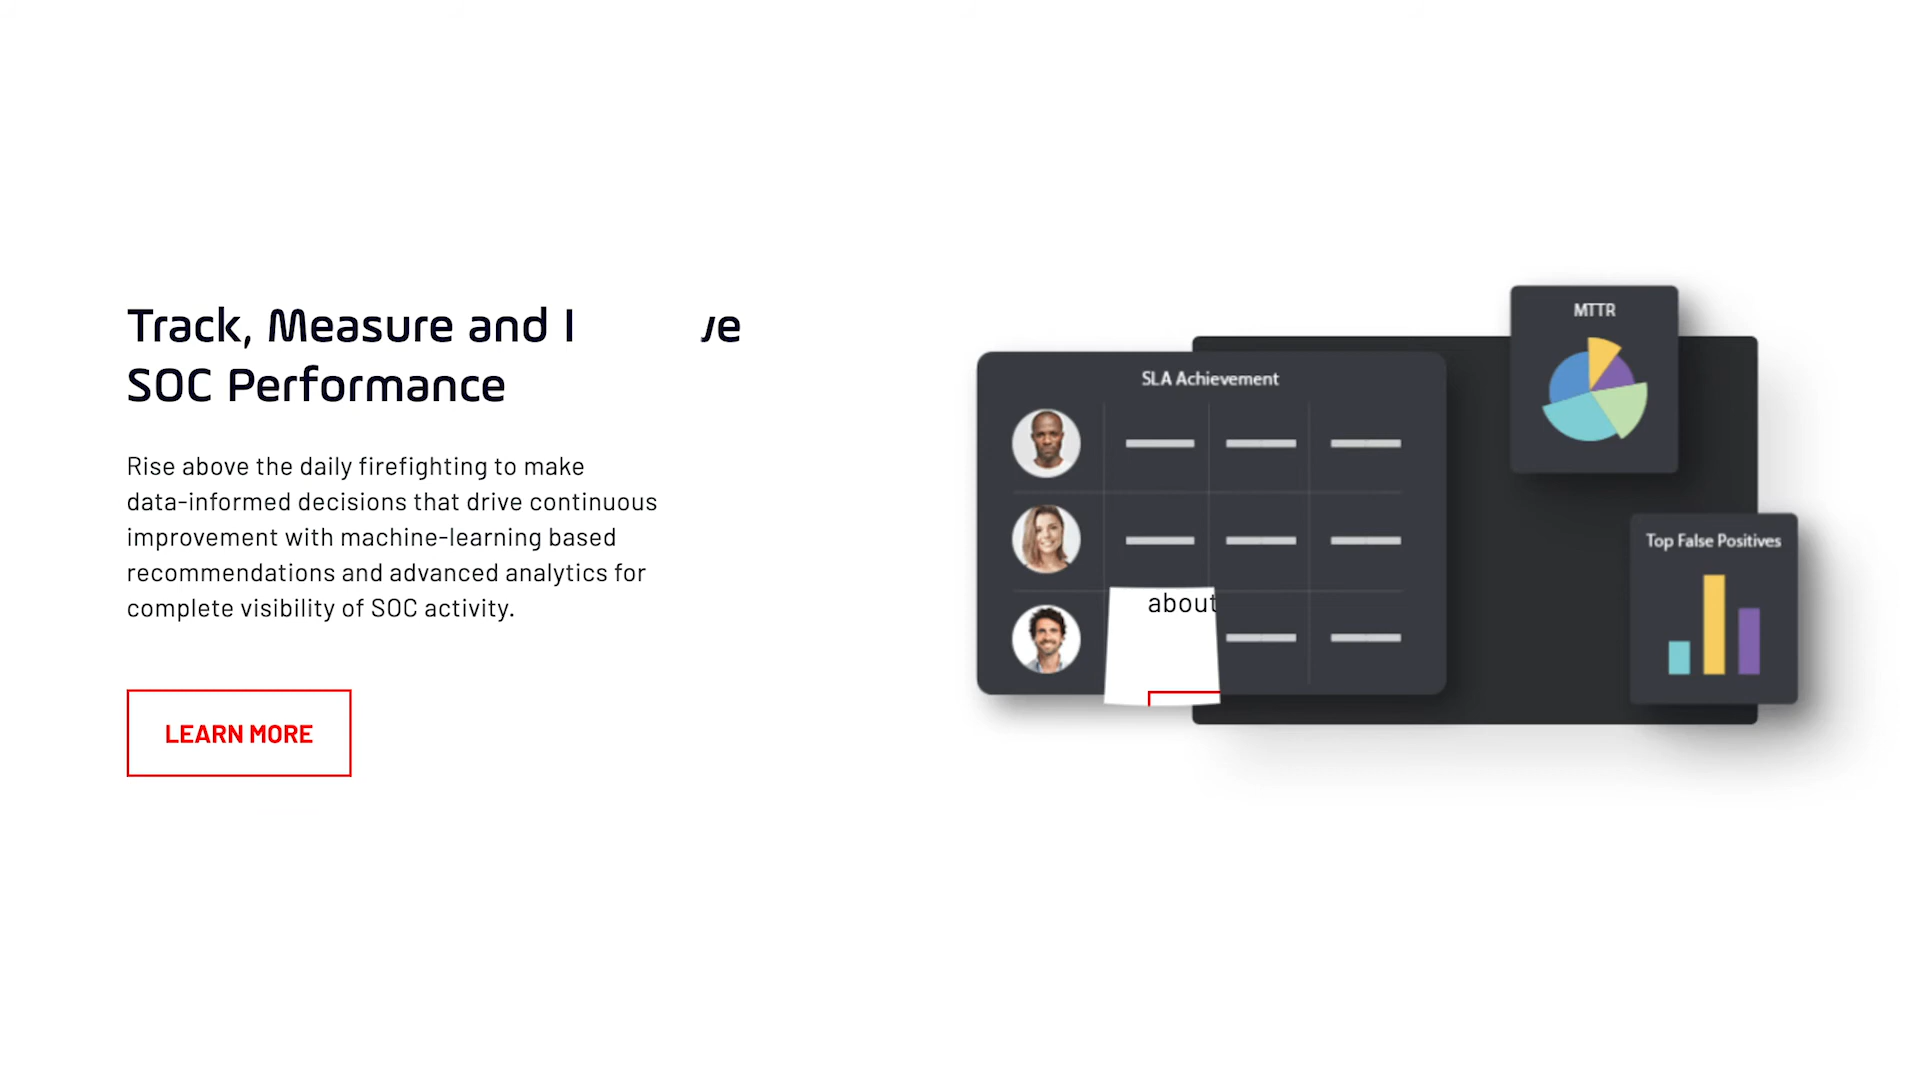 Track, Measure and I ve
SOC Performance
Rise above the daily firefighting to make
data-informed decisions that drive continuous
improvement with machine-learning based
recommendations and advanced analytics for
complete visibility of SOC activity.
LEARN MORE
SLA Achievement
about
MTTR
Top False Positives